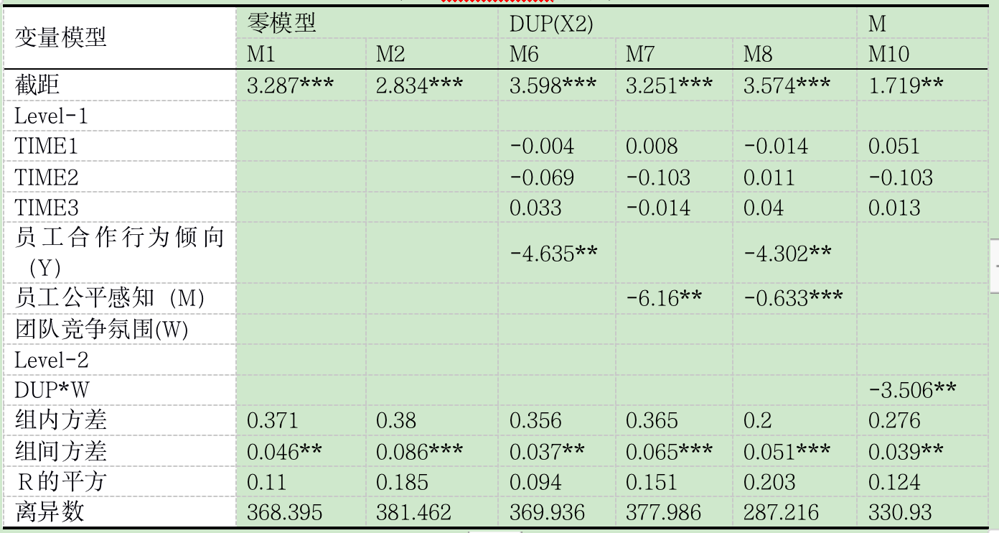 变量模型 零模型 DUP(X2) M
M1 M2 M6 M7 M8 M10
截距 3.287*** 2.834*** 3.598*** 3.251*** 3.574*** 1.719**
Level-1
TIME1 -0.004 0.008 -0.014 0.051
TIME2 -0.069 -0.103 0.011 -0.103
TIME3 0.033 -0.014 0.04 0.013
员工合作行为倾向
（Y） -4.635** -4.302**
员工公平感知（M） -6.16** -0.633***
团队竞争氛围(W)
Level-2
DUP*W -3.506**
组内方差 0.371 0.38 0.356 0.365 0.2 0.276
组间方差 0.046** 0.086*** 0.037** 0.065*** 0.051*** 0.039**
R的平方 0.11 0.185 0.094 0.151 0.203 0.124
离异数 368.395 381.462 369.936 377.986 287.216 330.93